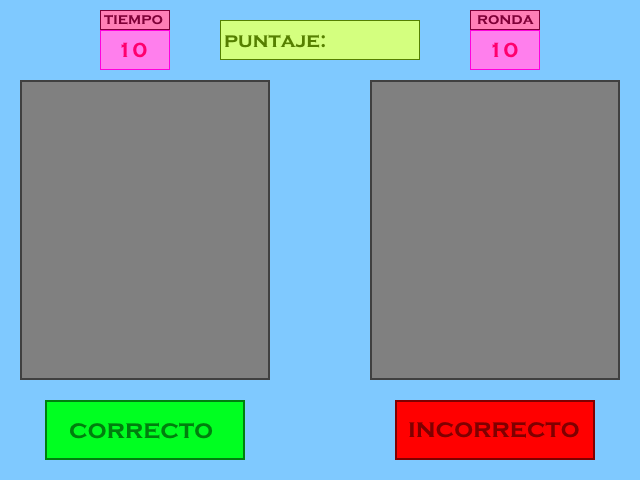 TIEMPO
10
PUNTAJE:
RONDA
10
CORRECTO
INCORRECTO